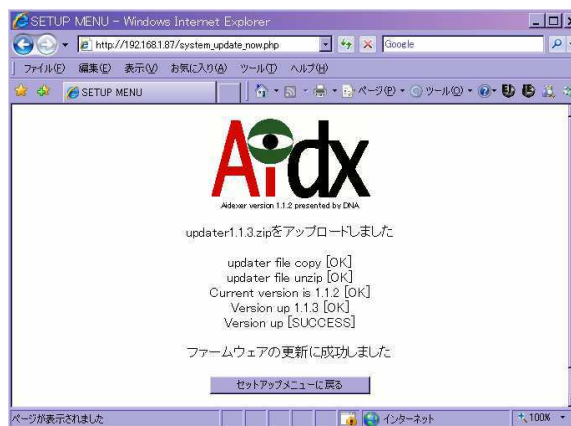 SETUP MENU - Windows Internet Explorer
http://192.168.1.87/system_update_now.php
Google
ファイル(F) 編集(E) 表示(V) お気に入り(A) ツール(T) ヘルプ(H)
SETUP MENU
ページ(P) ツール(O)
Aidx
Aidexer version 1.1.2 presented by DNA
updater1.1.3.zipをアップロードしました
updater file copy [OK]
updater file unzip [OK]
Current version is 1.1.2 [OK]
Version up 1.1.3 [OK]
Version up [SUCCESS]
ファームウェアの更新に成功しました
セットアップメニューに戻る
ページが表示されました インターネット 100%